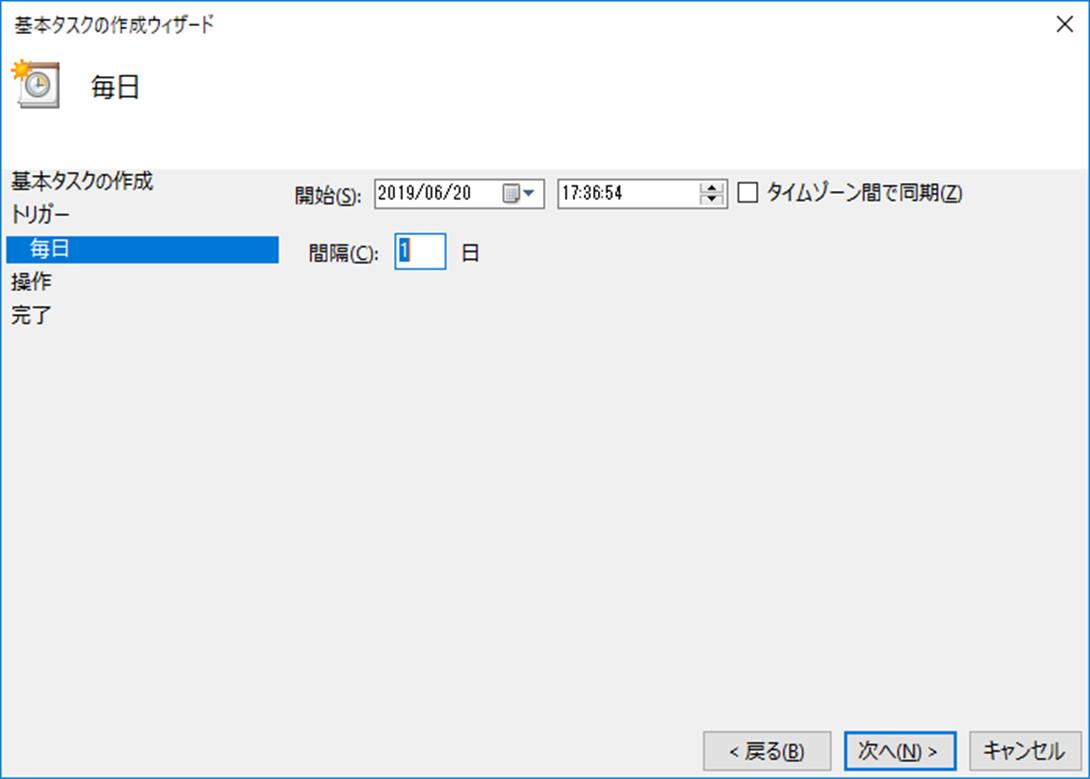 基本タスクの作成ウィザード
毎日
基本タスクの作成
トリガー
毎日
操作
完了
開始(S): 2019/06/20 17:36:54 タイムゾーン間で同期(Z)
間隔(C): 1 日
< 戻る(B) 次へ(N) > キャンセル